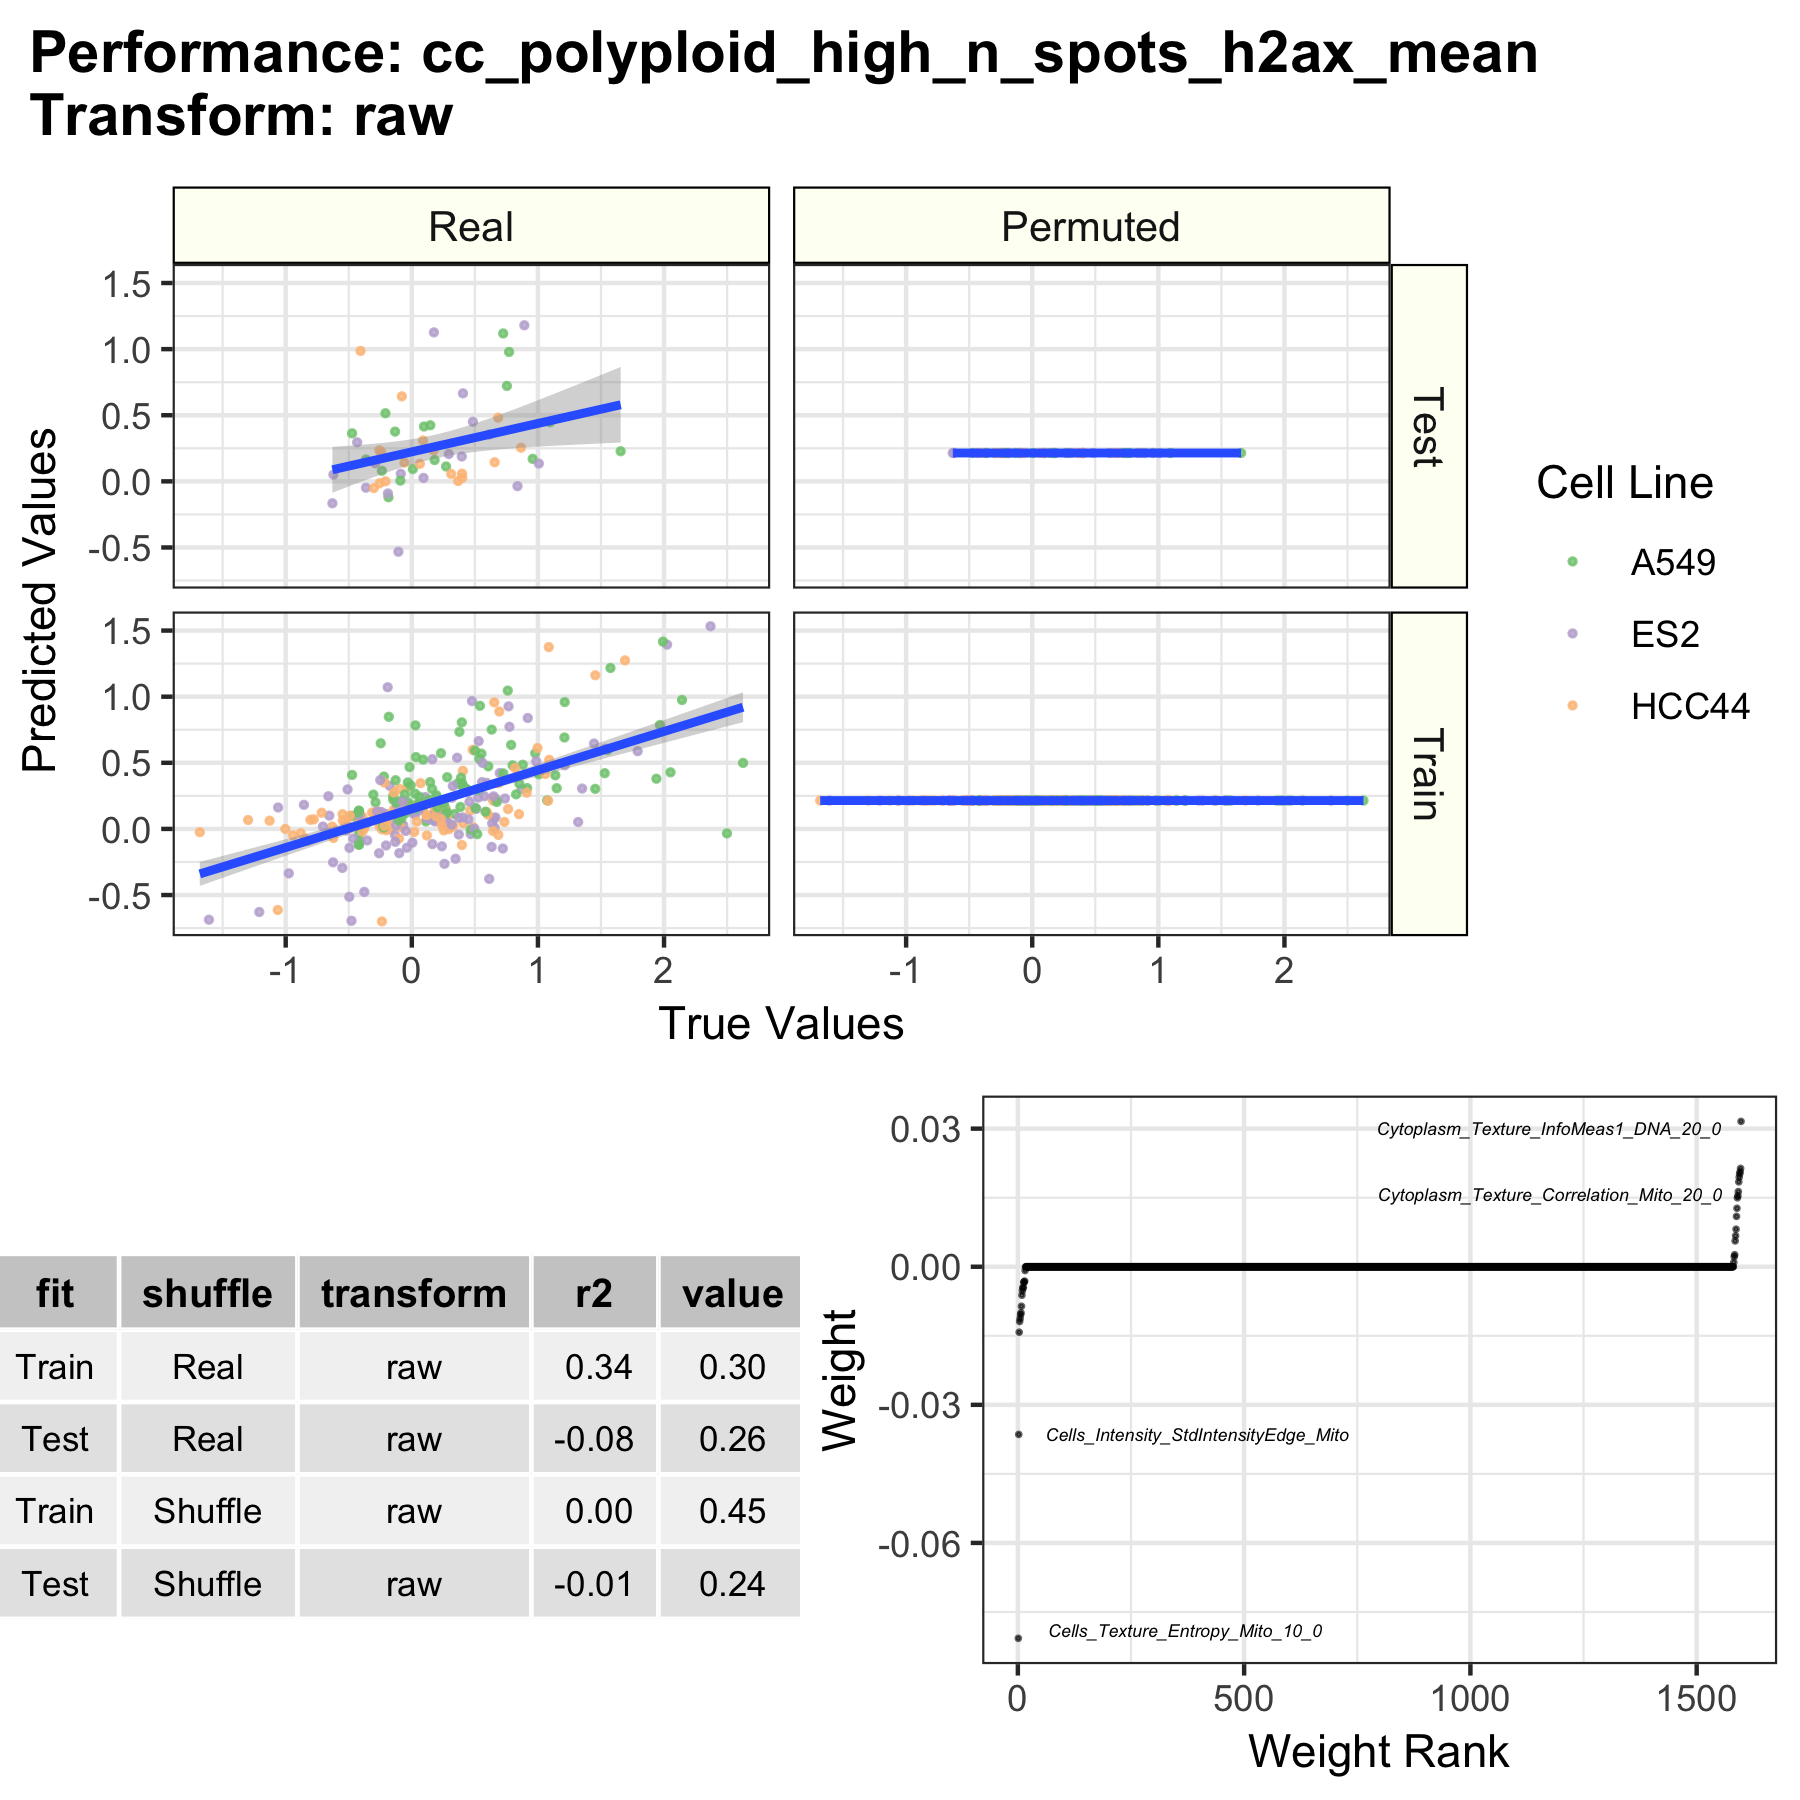 Performance: cc_polyploid_high_n_spots_h2ax_mean
Transform: raw
Real
Permuted
1.5
1.0
0.5
0.0
-0.5
Test
1.5
1.0
0.5
0.0
-0.5
Train
Predicted Values
-1 0 1 2
-1 0 1 2
True Values
Cell Line
A549
ES2
HCC44
fit shuffle transform r2 value
Train Real raw 0.34 0.30
Test Real raw -0.08 0.26
Train Shuffle raw 0.00 0.45
Test Shuffle raw -0.01 0.24
Weight
0.03
0.00
-0.03
-0.06
Cytoplasm_Texture_InfoMeas1_DNA_20_0
Cytoplasm_Texture_Correlation_Mito_20_0
Cells_Intensity_StdIntensityEdge_Mito
Cells_Texture_Entropy_Mito_10_0
0 500 1000 1500
Weight Rank